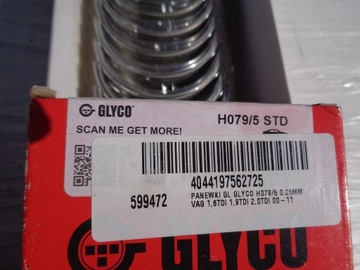 GLYCO
H079/5 STD
SCAN ME GET MORE!
4044197562725
599472
PANEWKI GL GLYCO H079/5 0.25MM
VAG 1,6TDI 1.9TDI 2,0TDI 00-11
GLYCO